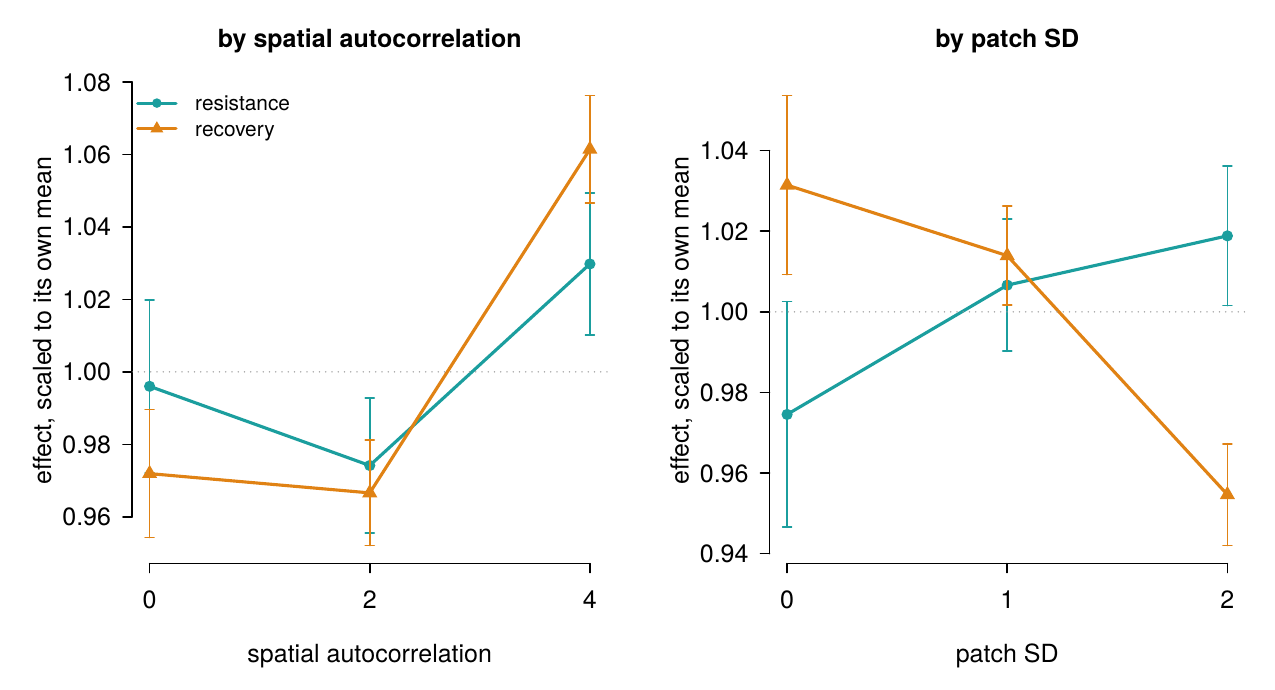 by spatial autocorrelation
effect, scaled to its own mean
1.08
1.06
1.04
1.02
1.00
0.98
0.96
resistance
recovery
0
2
4
spatial autocorrelation
by patch SD
effect, scaled to its own mean
1.04
1.02
1.00
0.98
0.96
0.94
0
1
2
patch SD